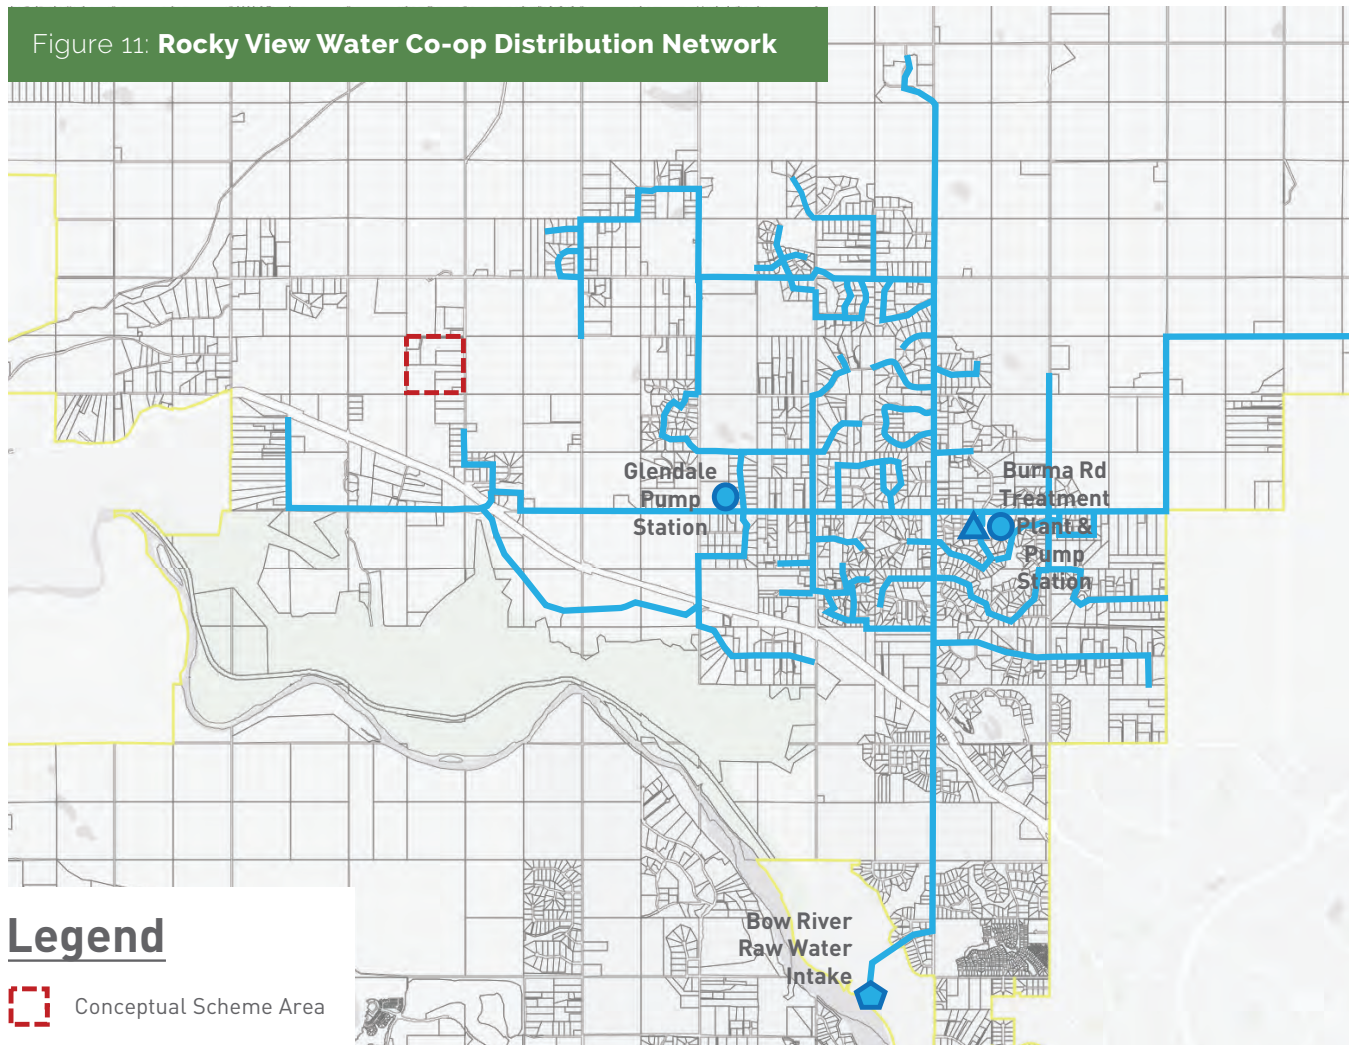 Figure 11: Rocky View Water Co-op Distribution Network
Glendale
Pump
Station
Burma Rd
Treatment
Plant &
Pump
Station
Bow River
Raw Water
Intake
Legend
Conceptual Scheme Area